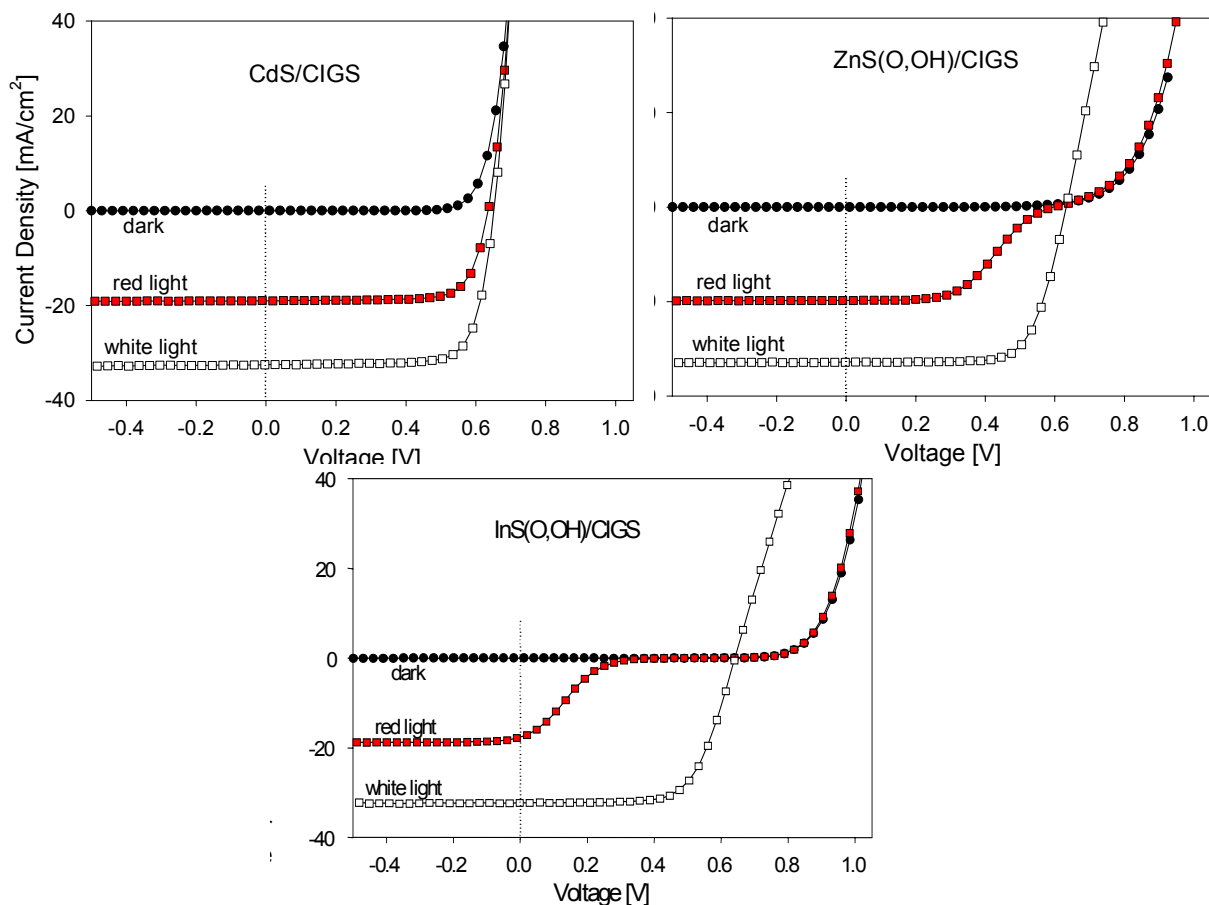 CdS/CIGS
Current Density [mA/cm²]
40
20
0
-20
-40
dark
red light
white light
-0.4 -0.2 0.0 0.2 0.4 0.6 0.8 1.0
Voltage [V]
ZnS(O,OH)/CIGS
dark
red light
white light
-0.4 -0.2 0.0 0.2 0.4 0.6 0.8 1.0
Voltage [V]
InS(O,OH)/CIGS
40
20
0
-20
-40
dark
red light
white light
-0.4 -0.2 0.0 0.2 0.4 0.6 0.8 1.0
Voltage [V]